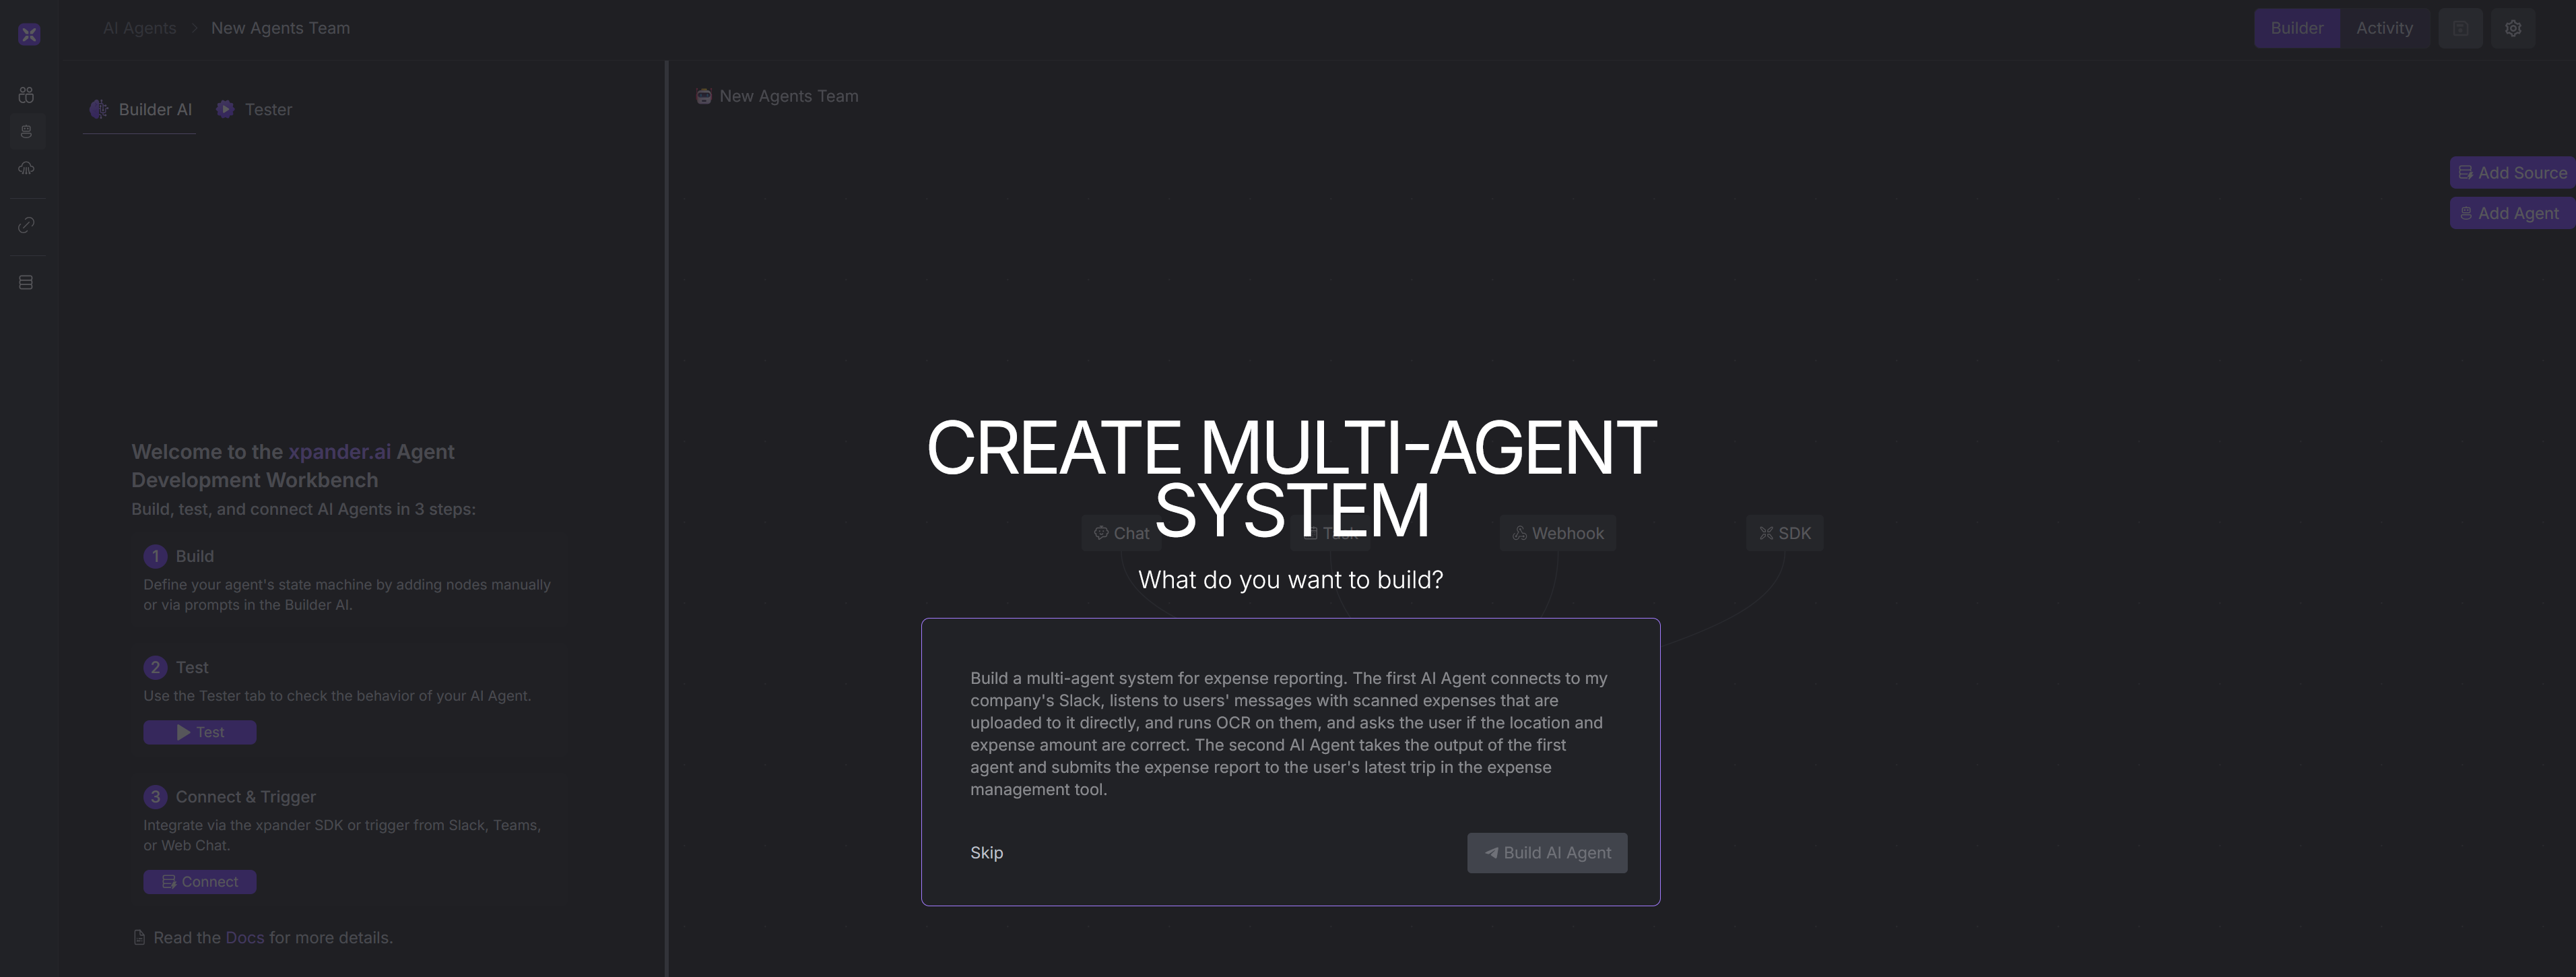 AI Agents > New Agents Team
Builder
Activity
Builder AI
Tester
New Agents Team
Add Source
Add Agent
Welcome to the xpander.ai Agent
Development Workbench
Build, test, and connect AI Agents in 3 steps:
1 Build
Define your agent's state machine by adding nodes manually
or via prompts in the Builder AI.
2 Test
Use the Tester tab to check the behavior of your AI Agent.
Test
3 Connect & Trigger
Integrate via the xpander SDK or trigger from Slack, Teams,
or Web Chat.
Connect
Read the Docs for more details.
CREATE MULTI-AGENT
SYSTEM
Chat
Task
Webhook
SDK
What do you want to build?
Build a multi-agent system for expense reporting. The first AI Agent connects to my
company's Slack, listens to users' messages with scanned expenses that are
uploaded to it directly, and runs OCR on them, and asks the user if the location and
expense amount are correct. The second AI Agent takes the output of the first
agent and submits the expense report to the user's latest trip in the expense
management tool.
Skip
Build AI Agent